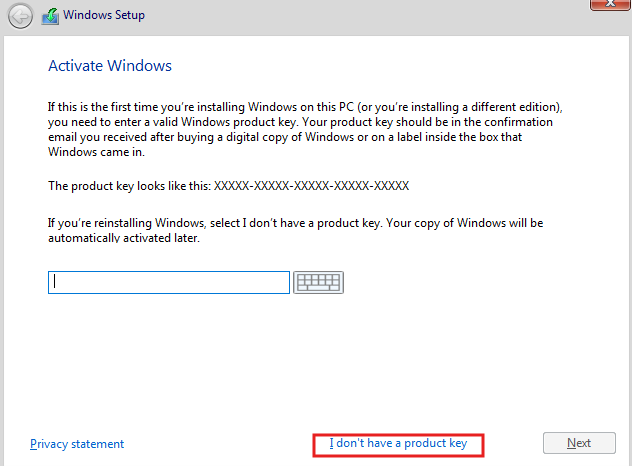 Windows Setup
Activate Windows
If this is the first time you're installing Windows on this PC (or you're installing a different edition),
you need to enter a valid Windows product key. Your product key should be in the confirmation
email you received after buying a digital copy of Windows or on a label inside the box that
Windows came in.
The product key looks like this: XXXXX-XXXXX-XXXXX-XXXXX-XXXXX
If you're reinstalling Windows, select I don't have a product key. Your copy of Windows will be
automatically activated later.
Privacy statement
I don't have a product key
Next